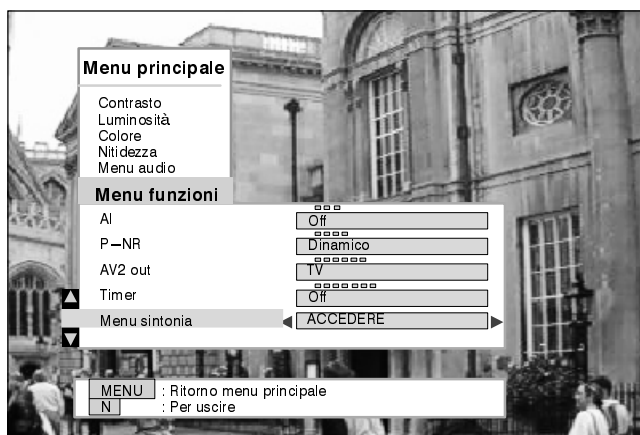 Menu principale
Contrasto
Luminosità
Colore
Nitidezza
Menu audio
Menu funzioni
AI Off
P–NR Dinamico
AV2 out TV
Timer Off
Menu sintonia ACCEDERE
MENU : Ritorno menu principale
N : Per uscire